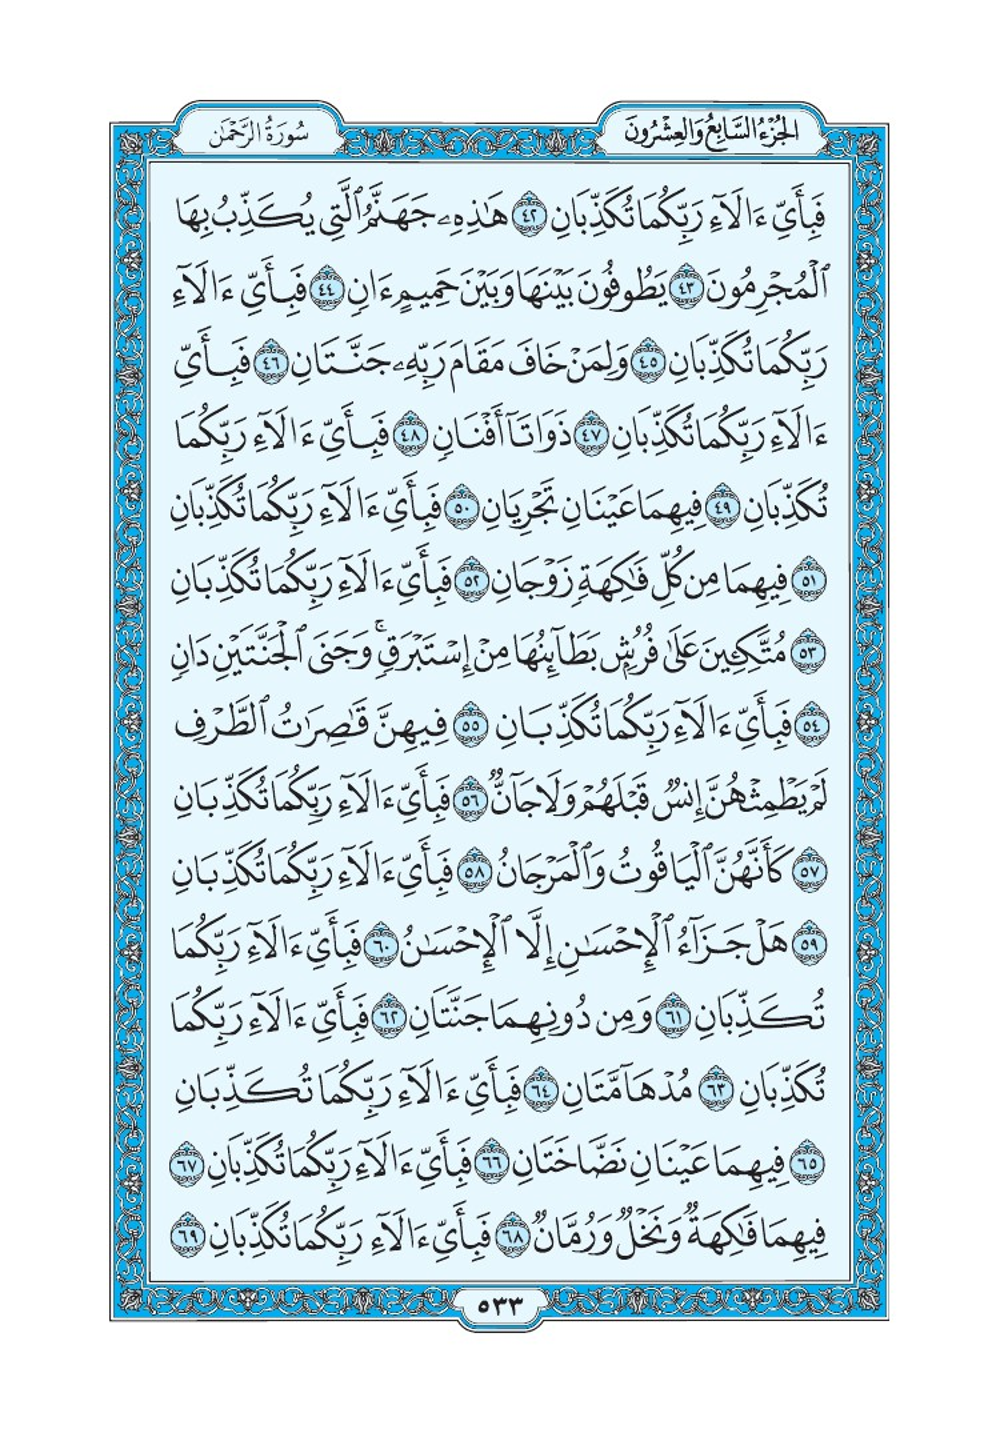 الجُزْءُ السَّابِعُ وَالعِشْرُونَ
سُورَةُ الرَّحْمَٰن
فَبِأَيِّ ءَالَآءِ رَبِّكُمَا تُكَذِّبَانِ ٤٢ هَٰذِهِۦ جَهَنَّمُ ٱلَّتِي يُكَذِّبُ بِهَا
ٱلْمُجْرِمُونَ ٤٣ يَطُوفُونَ بَيْنَهَا وَبَيْنَ حَمِيمٍ ءَانٍ ٤٤ فَبِأَيِّ ءَالَآءِ
رَبِّكُمَا تُكَذِّبَانِ ٤٥ وَلِمَنْ خَافَ مَقَامَ رَبِّهِۦ جَنَّتَانِ ٤٦ فَبِأَيِّ
ءَالَآءِ رَبِّكُمَا تُكَذِّبَانِ ٤٧ ذَوَاتَآ أَفْنَانٍ ٤٨ فَبِأَيِّ ءَالَآءِ رَبِّكُمَا
تُكَذِّبَانِ ٤٩ فِيهِمَا عَيْنَانِ تَجْرِيَانِ ٥٠ فَبِأَيِّ ءَالَآءِ رَبِّكُمَا تُكَذِّبَانِ
٥١ فِيهِمَا مِن كُلِّ فَٰكِهَةٍ زَوْجَانِ ٥٢ فَبِأَيِّ ءَالَآءِ رَبِّكُمَا تُكَذِّبَانِ
٥٣ مُتَّكِـِٔينَ عَلَىٰ فُرُشٍۭ بَطَآئِنُهَا مِنْ إِسْتَبْرَقٍۚ وَجَنَى ٱلْجَنَّتَيْنِ دَانٍ
٥٤ فَبِأَيِّ ءَالَآءِ رَبِّكُمَا تُكَذِّبَانِ ٥٥ فِيهِنَّ قَٰصِرَٰتُ ٱلطَّرْفِ
لَمْ يَطْمِثْهُنَّ إِنسٌ قَبْلَهُمْ وَلَا جَآنٌّ ٥٦ فَبِأَيِّ ءَالَآءِ رَبِّكُمَا تُكَذِّبَانِ
٥٧ كَأَنَّهُنَّ ٱلْيَاقُوتُ وَٱلْمَرْجَانُ ٥٨ فَبِأَيِّ ءَالَآءِ رَبِّكُمَا تُكَذِّبَانِ
٥٩ هَلْ جَزَآءُ ٱلْإِحْسَٰنِ إِلَّا ٱلْإِحْسَٰنُ ٦٠ فَبِأَيِّ ءَالَآءِ رَبِّكُمَا
تُكَذِّبَانِ ٦١ وَمِن دُونِهِمَا جَنَّتَانِ ٦٢ فَبِأَيِّ ءَالَآءِ رَبِّكُمَا
تُكَذِّبَانِ ٦٣ مُدْهَآمَّتَانِ ٦٤ فَبِأَيِّ ءَالَآءِ رَبِّكُمَا تُكَذِّبَانِ
٦٥ فِيهِمَا عَيْنَانِ نَضَّاخَتَانِ ٦٦ فَبِأَيِّ ءَالَآءِ رَبِّكُمَا تُكَذِّبَانِ ٦٧
فِيهِمَا فَٰكِهَةٌ وَنَخْلٌ وَرُمَّانٌ ٦٨ فَبِأَيِّ ءَالَآءِ رَبِّكُمَا تُكَذِّبَانِ ٦٩
٥٣٣